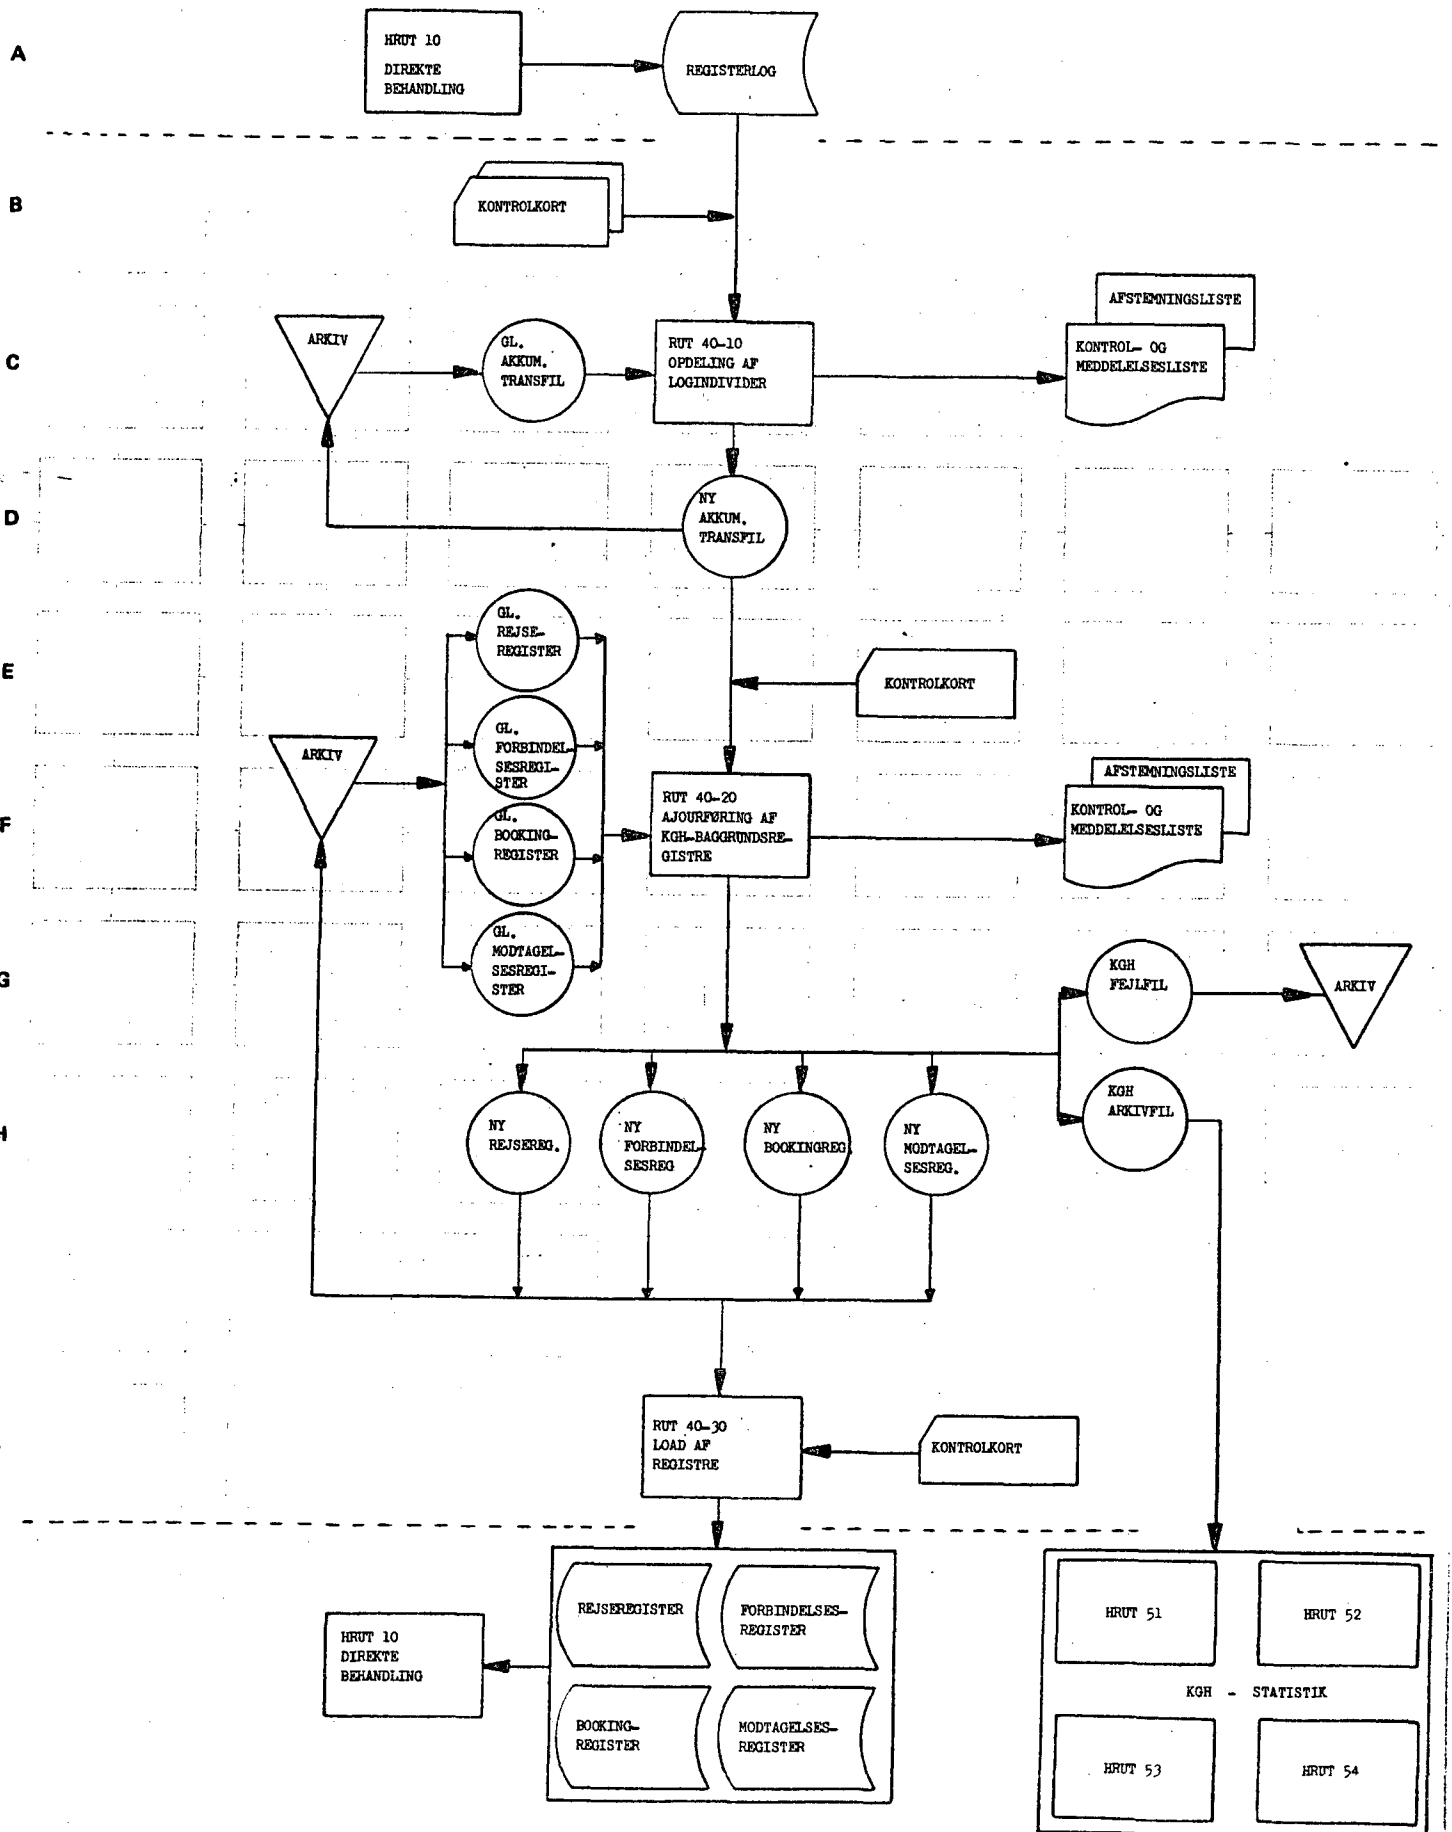 A
HRUT 10
DIREKTE
BEHANDLING
REGISTERLOG
B
KONTROLKORT
C
ARKIV
GL.
AKKUM.
TRANSFIL
RUT 40-10
OPDELING AF
LOGINDIVIDER
AFSTEMNINGSLISTE
KONTROL- OG
MEDDELELSESLISTE
D
NY
AKKUM.
TRANSFIL
E
GL.
REJSE-
REGISTER
KONTROLKORT
GL.
FORBINDEL-
SESREGI-
STER
F
ARKIV
GL.
BOOKING-
REGISTER
RUT 40-20
AJOURFØRING AF
KGH-BAGGRUNDSRE-
GISTRE
AFSTEMNINGSLISTE
KONTROL- OG
MEDDELELSESLISTE
G
GL.
MODTAGEL-
SESREGI-
STER
KGH
FEJLFIL
ARKIV
H
NY
REJSEREG.
NY
FORBINDEL-
SESREG
NY
BOOKINGREG
NY
MODTAGEL-
SESREG.
KGH
ARKIVFIL
RUT 40-30
LOAD AF
REGISTRE
KONTROLKORT
HRUT 10
DIREKTE
BEHANDLING
REJSEREGISTER
FORBINDELSES-
REGISTER
BOOKING-
REGISTER
MODTAGELSES-
REGISTER
HRUT 51
HRUT 52
KGH - STATISTIK
HRUT 53
HRUT 54